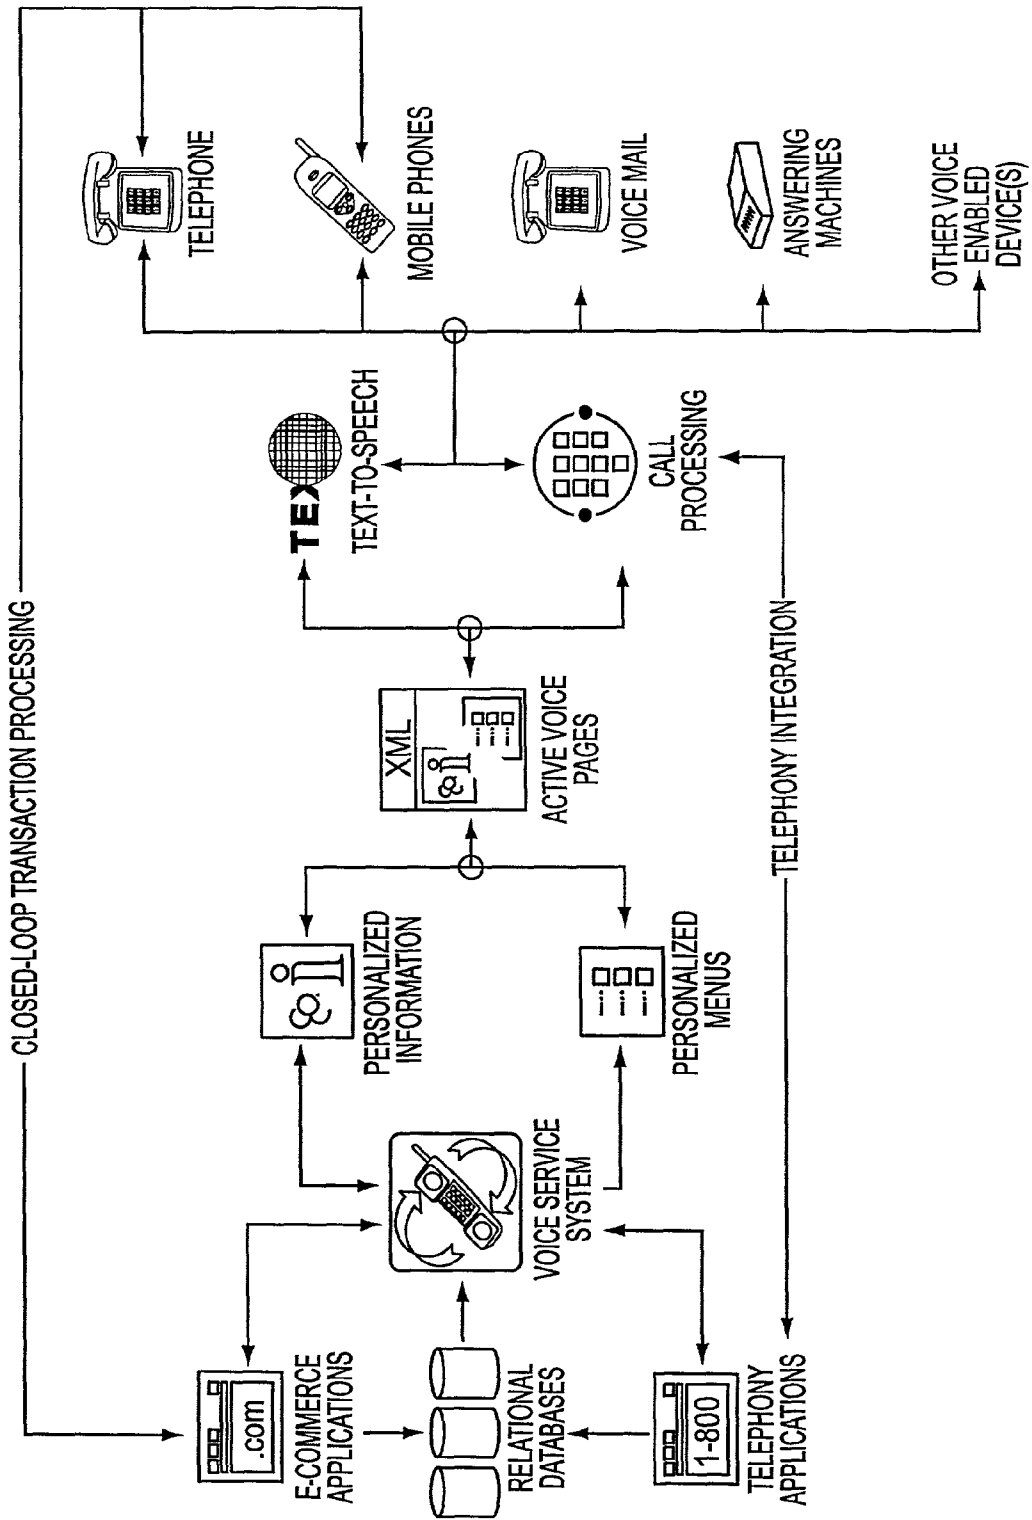 CLOSED-LOOP TRANSACTION PROCESSING
.com
E-COMMERCE
APPLICATIONS
RELATIONAL
DATABASES
1-800
TELEPHONY
APPLICATIONS
VOICE SERVICE
SYSTEM
i
PERSONALIZED
INFORMATION
PERSONALIZED
MENUS
XML
i
ACTIVE VOICE
PAGES
TEX
TEXT-TO-SPEECH
CALL
PROCESSING
TELEPHONY INTEGRATION
TELEPHONE
MOBILE PHONES
VOICE MAIL
ANSWERING
MACHINES
OTHER VOICE
ENABLED
DEVICE(S)